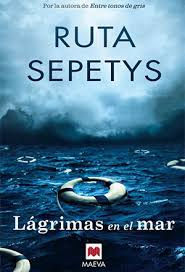 Por la autora de Entre tonos de gris
RUTA
SEPETYS
Lágrimas en el mar
MAEVA